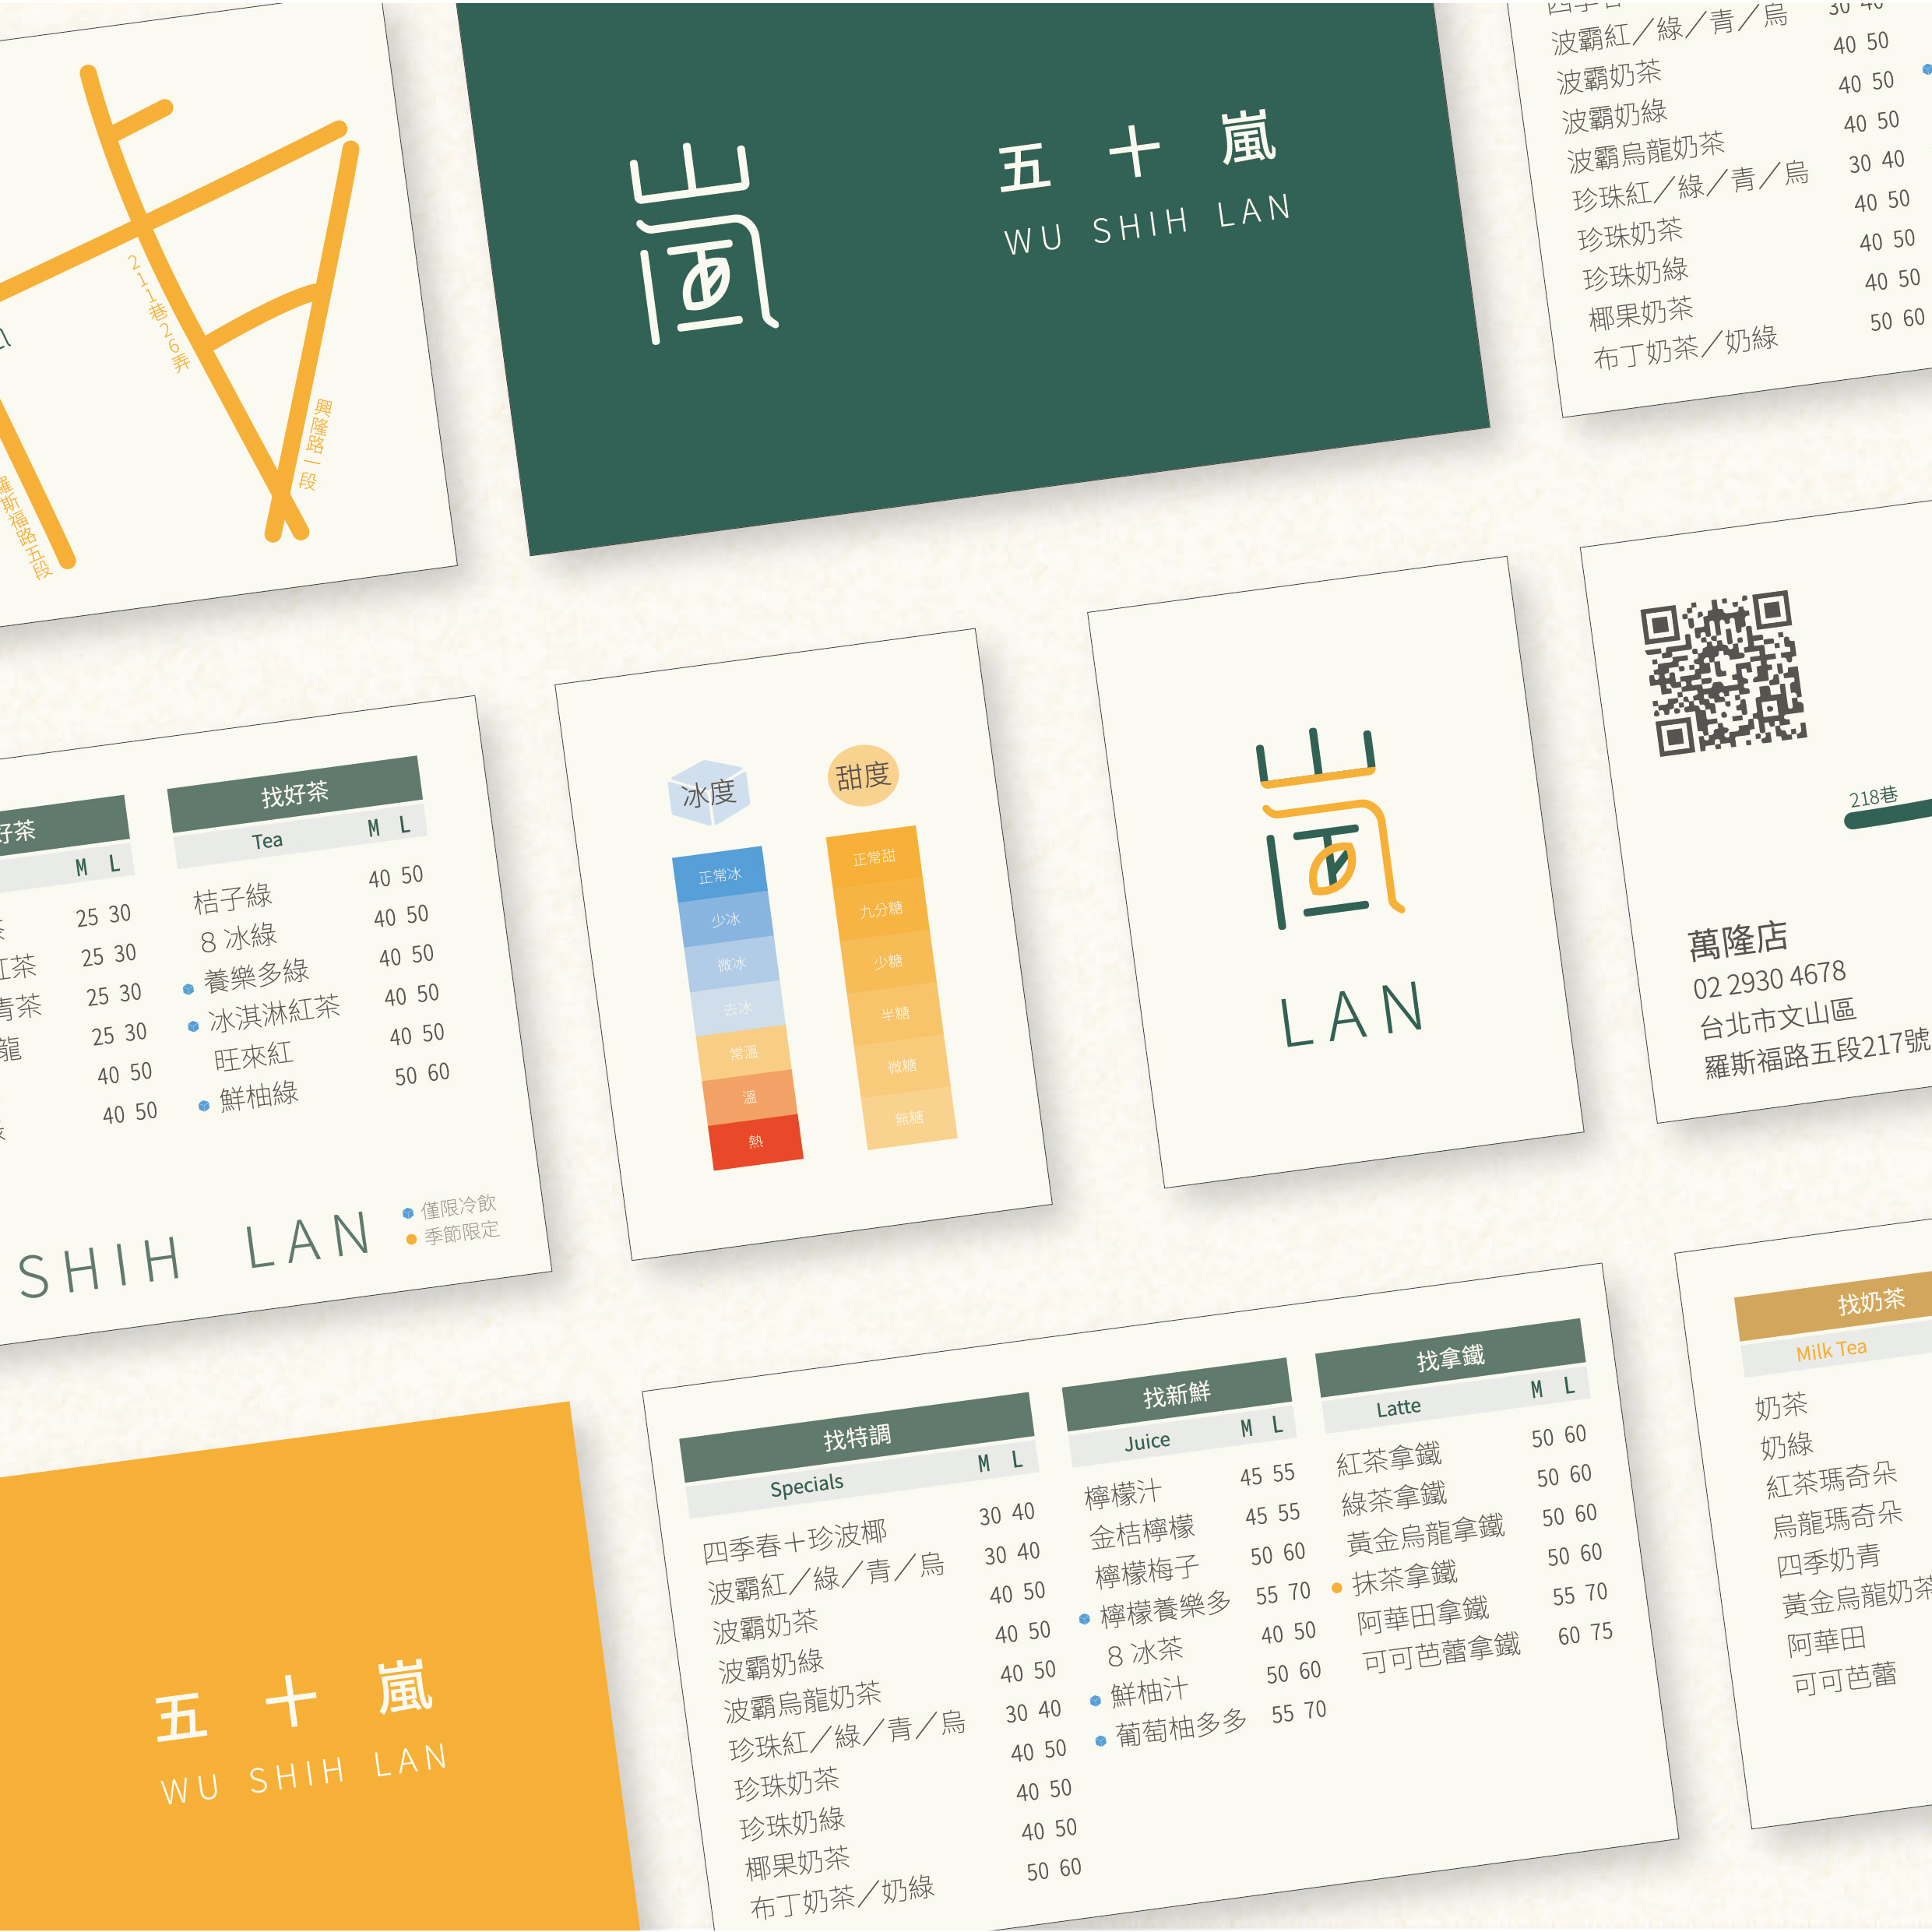 211巷26弄
興隆路一段
羅斯福路五段
五十嵐
WU SHIH LAN
波霸紅／綠／青／烏 40
波霸奶茶 40 50
波霸奶綠 40 50
波霸烏龍奶茶 40 50
珍珠紅／綠／青／烏 30 40
珍珠奶茶 40 50
珍珠奶綠 40 50
椰果奶茶 40 50
布丁奶茶／奶綠 50 60
好茶
M L
25 30
紅茶 25 30
青茶 25 30
龍 25 30
40 50
40 50
找好茶
Tea M L
桔子綠 40 50
8 冰綠 40 50
養樂多綠 40 50
冰淇淋紅茶 40 50
旺來紅 40 50
鮮柚綠 50 60
SHIH LAN
僅限冷飲
季節限定
冰度
正常冰
少冰
微冰
去冰
常溫
溫
熱
甜度
正常甜
九分糖
少糖
半糖
微糖
無糖
LAN
218巷
萬隆店
02 2930 4678
台北市文山區
羅斯福路五段217號
五十嵐
WU SHIH LAN
找特調
Specials M L
四季春＋珍波椰 30 40
波霸紅／綠／青／烏 30 40
波霸奶茶 40 50
波霸奶綠 40 50
波霸烏龍奶茶 40 50
珍珠紅／綠／青／烏 30 40
珍珠奶茶 40 50
珍珠奶綠 40 50
椰果奶茶 40 50
布丁奶茶／奶綠 50 60
找新鮮
Juice M L
檸檬汁 45 55
金桔檸檬 45 55
檸檬梅子 50 60
檸檬養樂多 55 70
8 冰茶 40 50
鮮柚汁 50 60
葡萄柚多多 55 70
找拿鐵
Latte M L
紅茶拿鐵 50 60
綠茶拿鐵 50 60
黃金烏龍拿鐵 50 60
抹茶拿鐵 50 60
阿華田拿鐵 55 70
可可芭蕾拿鐵 60 75
找奶茶
Milk Tea
奶茶
奶綠
紅茶瑪奇朵
烏龍瑪奇朵
四季奶青
黃金烏龍奶茶
阿華田
可可芭蕾